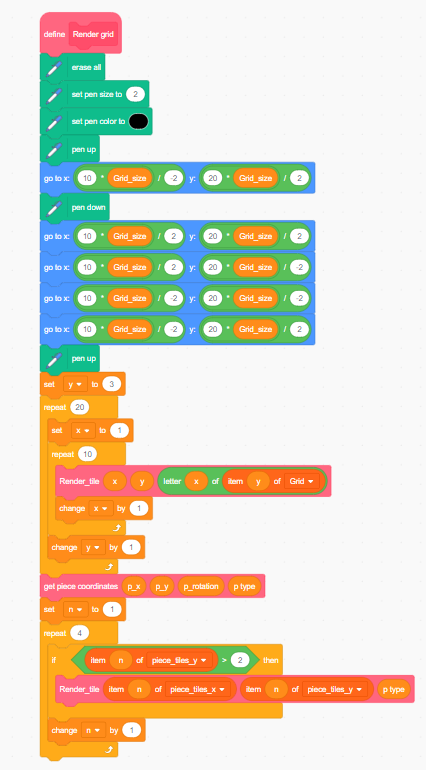 define Render grid
erase all
set pen size to 2
set pen color to
pen up
go to x: 10 * Grid_size / -2 y: 20 * Grid_size / 2
pen down
go to x: 10 * Grid_size / 2 y: 20 * Grid_size / 2
go to x: 10 * Grid_size / 2 y: 20 * Grid_size / -2
go to x: 10 * Grid_size / -2 y: 20 * Grid_size / -2
go to x: 10 * Grid_size / -2 y: 20 * Grid_size / 2
pen up
set y to 3
repeat 20
set x to 1
repeat 10
Render_tile x y letter x of item y of Grid
change x by 1
change y by 1
get piece coordinates p_x p_y p_rotation p type
set n to 1
repeat 4
if item n of piece_tiles_y > 2 then
Render_tile item n of piece_tiles_x item n of piece_tiles_y p type
change n by 1